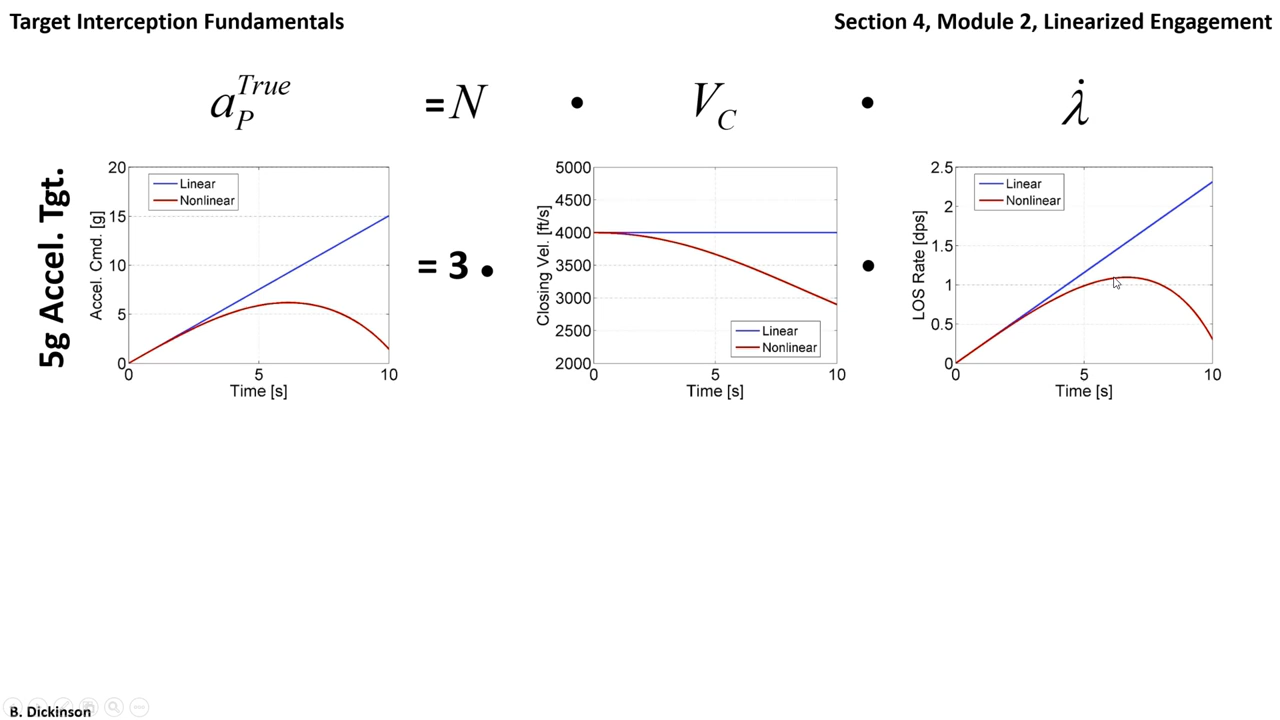 Target Interception Fundamentals
Section 4, Module 2, Linearized Engagement
a_P^True = N • V_C • λ̇
5g Accel. Tgt.
Accel. Cmd. [g]
20
15
10
5
0
Linear
Nonlinear
0 5 10
Time [s]
= 3 •
Closing Vel. [ft/s]
5000
4500
4000
3500
3000
2500
2000
Linear
Nonlinear
0 5 10
Time [s]
•
LOS Rate [dps]
2.5
2
1.5
1
0.5
0
Linear
Nonlinear
0 5 10
Time [s]
B. Dickinson